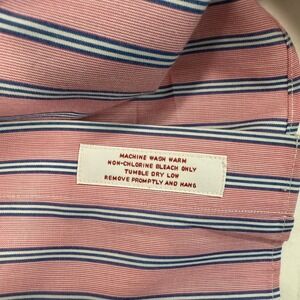 MACHINE WASH WARM
NON-CHLORINE BLEACH ONLY
TUMBLE DRY LOW
REMOVE PROMPTLY AND HANG